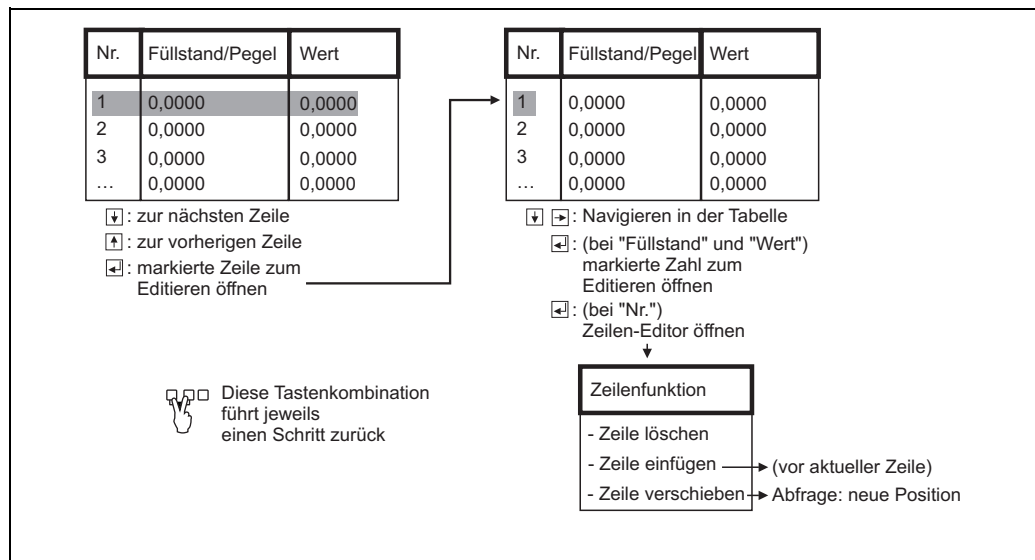 Nr. Füllstand/Pegel Wert
1 0,0000 0,0000
2 0,0000 0,0000
3 0,0000 0,0000
… 0,0000 0,0000
: zur nächsten Zeile
: zur vorherigen Zeile
: markierte Zeile zum
Editieren öffnen
Nr. Füllstand/Pegel Wert
1 0,0000 0,0000
2 0,0000 0,0000
3 0,0000 0,0000
… 0,0000 0,0000
: Navigieren in der Tabelle
: (bei "Füllstand" und "Wert")
markierte Zahl zum
Editieren öffnen
: (bei "Nr.")
Zeilen-Editor öffnen
Diese Tastenkombination
führt jeweils
einen Schritt zurück
Zeilenfunktion
- Zeile löschen
- Zeile einfügen (vor aktueller Zeile)
- Zeile verschieben Abfrage: neue Position